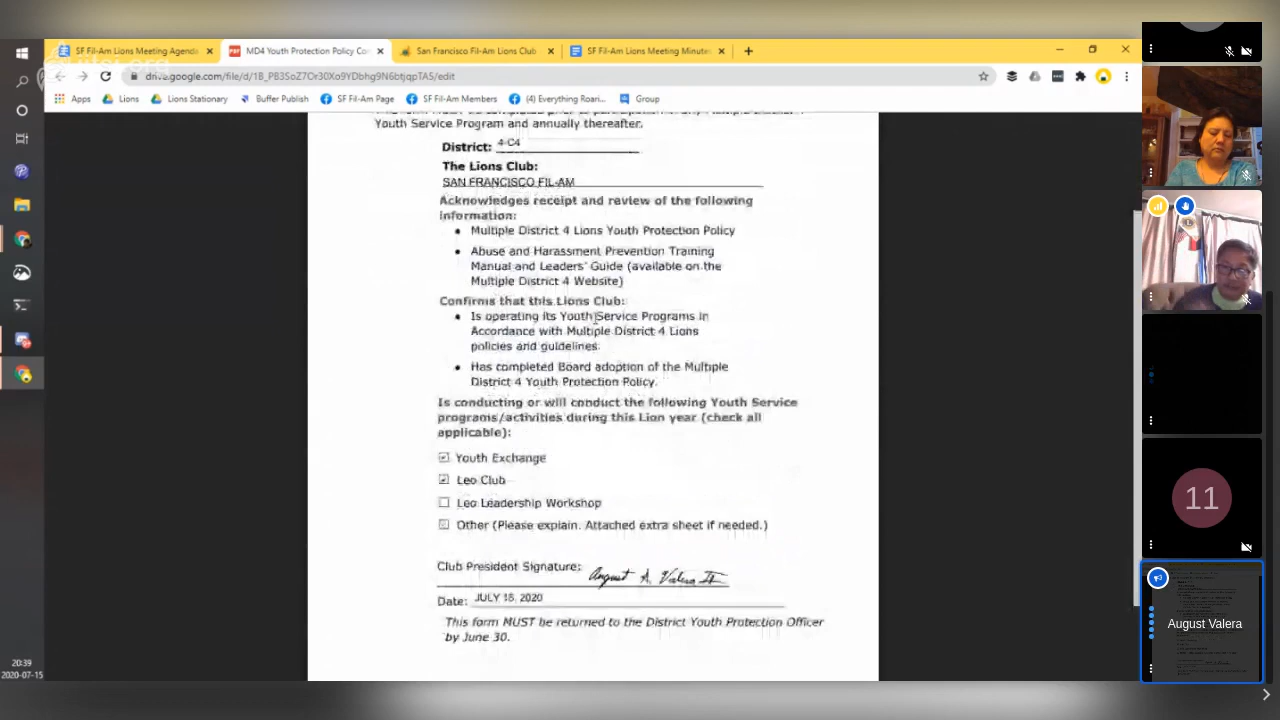 SF Fil-Am Lions Meeting Agenda
MD4 Youth Protection Policy Con
San Francisco Fil-Am Lions Club
SF Fil-Am Lions Meeting Minutes
jitsi.org
drive.google.com/file/d/1B_PB3SoZ7Or30Xo9YDbhg9N6btjqpTA5/edit
Apps
Lions
Lions Stationary
Buffer Publish
SF Fil-Am Page
SF Fil-Am Members
(4) Everything Roari...
Group
Youth Service Program and annually thereafter.
District: 4-C4
The Lions Club:
SAN FRANCISCO FIL-AM
Acknowledges receipt and review of the following
information:
• Multiple District 4 Lions Youth Protection Policy
• Abuse and Harassment Prevention Training
Manual and Leaders' Guide (available on the
Multiple District 4 Website)
Confirms that this Lions Club:
• Is operating its Youth Service Programs in
Accordance with Multiple District 4 Lions
policies and guidelines.
• Has completed Board adoption of the Multiple
District 4 Youth Protection Policy.
Is conducting or will conduct the following Youth Service
programs/activities during this Lion year (check all
applicable):
Youth Exchange
Leo Club
Leo Leadership Workshop
Other (Please explain. Attached extra sheet if needed.)
Club President Signature: August A. Valera II
Date: JULY 18, 2020
This form MUST be returned to the District Youth Protection Officer
by June 30.
20:39
2020-07-15
11
August Valera